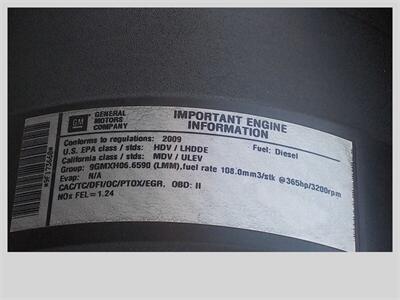 GM
GENERAL
MOTORS
COMPANY
IMPORTANT ENGINE
INFORMATION
Conforms to regulations: 2009
Fuel: Diesel
U.S. EPA class / stds: HDV / LHDDE
California class / stds: MDV / ULEV
Group: 9GMXH06.6590 (LMM),fuel rate 108.0mm3/stk @365hp/3200rpm
Evap: N/A
CAC/TC/DFI/OC/PTOX/EGR, OBD: II
NOx FEL=1.24